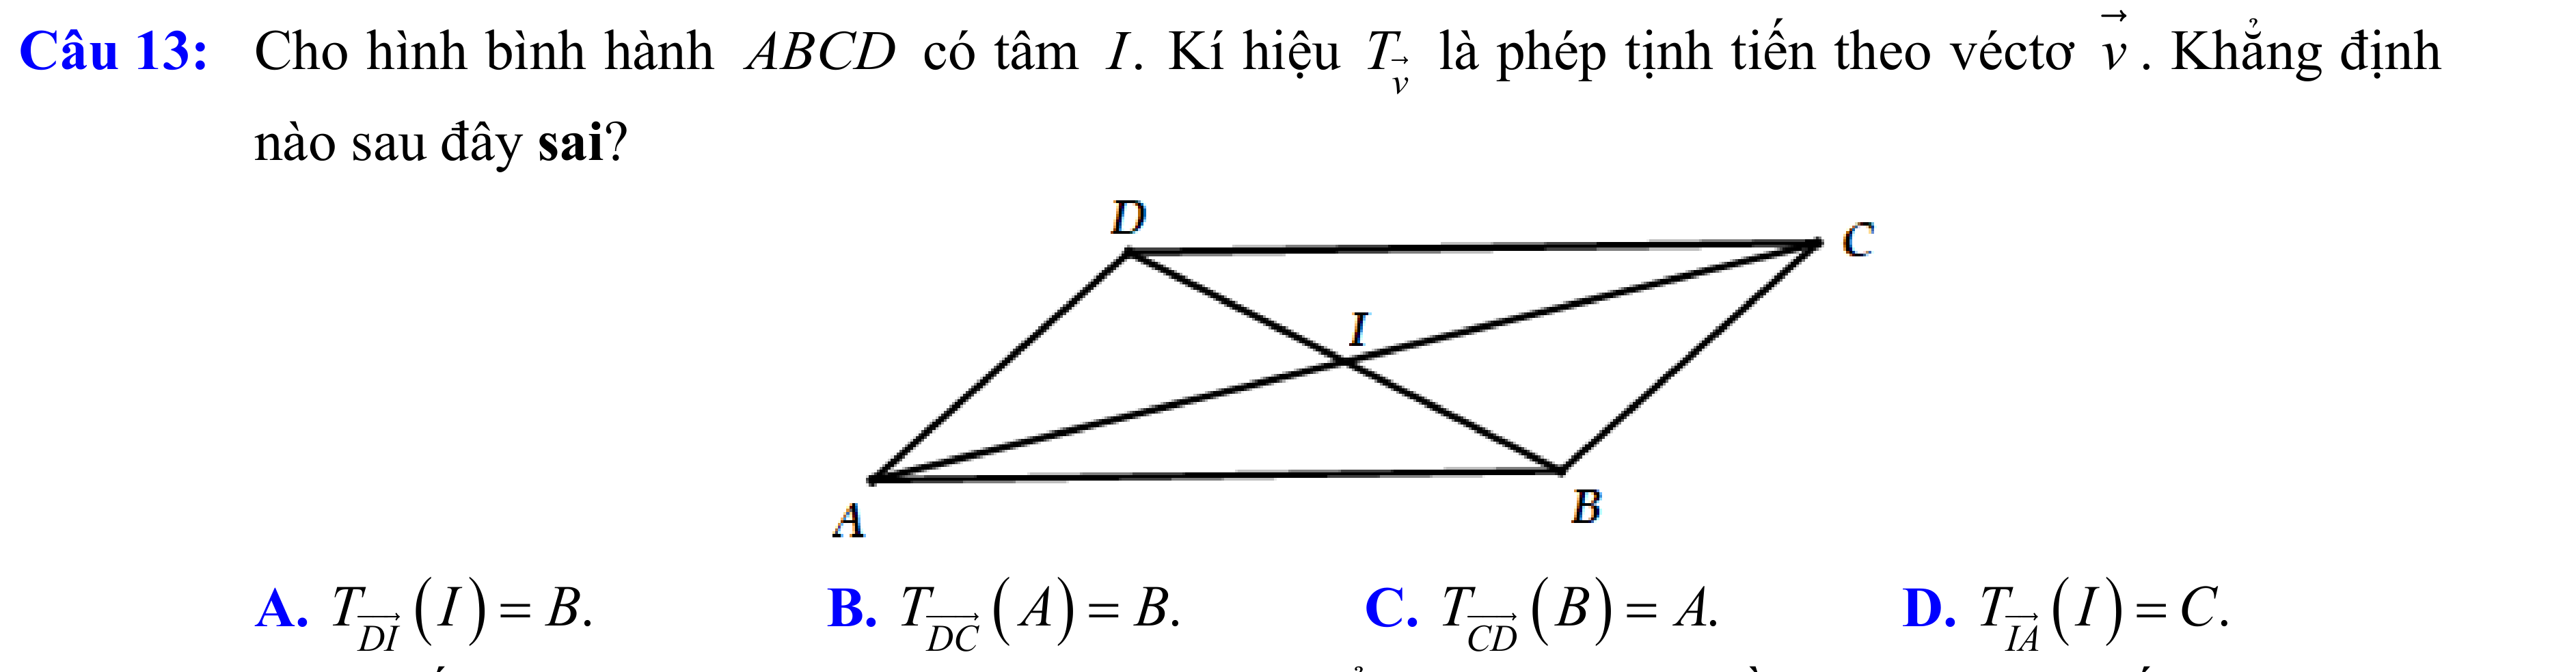 Câu 13: Cho hình bình hành ABCD có tâm I. Kí hiệu T_{\vec{v}} là phép tịnh tiến theo véctơ \vec{v}. Khẳng định
nào sau đây sai?
D
C
I
A
B
A. T_{\overrightarrow{DI}}(I) = B. B. T_{\overrightarrow{DC}}(A) = B. C. T_{\overrightarrow{CD}}(B) = A. D. T_{\overrightarrow{IA}}(I) = C.